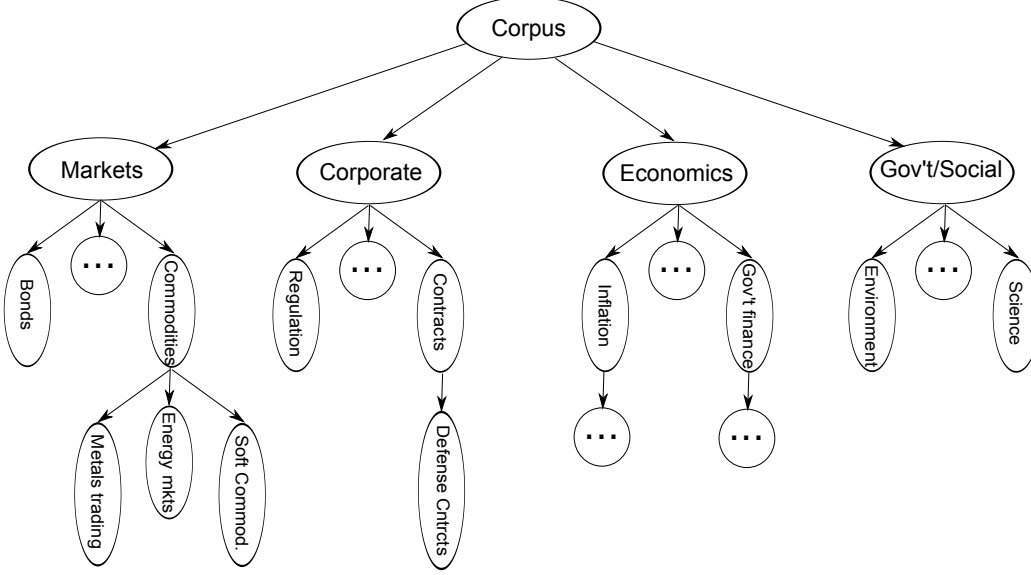 Corpus
Markets
Corporate
Economics
Gov't/Social
Bonds
...
Commodities
Regulation
...
Contracts
Inflation
...
Gov't finance
Environment
...
Science
Metals trading
Energy mkts
Soft Commod.
Defense Cntrcts
...
...